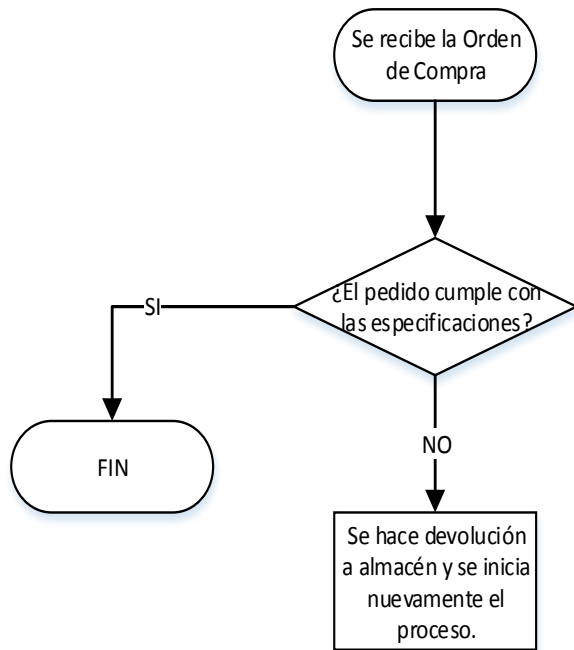 Se recibe la Orden
de Compra
¿El pedido cumple con
las especificaciones?
SI
FIN
NO
Se hace devolución
a almacén y se inicia
nuevamente el
proceso.